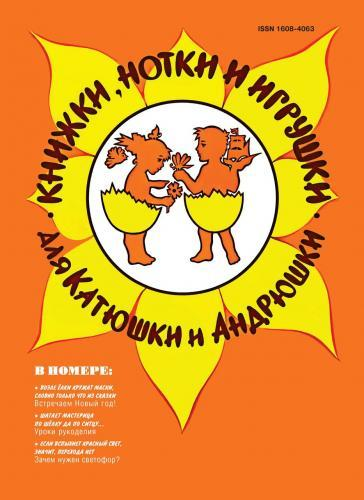 ISSN 1608-4063
КНИЖКИ, НОТКИ И ИГРУШКИ
ДЛЯ КАТЮШКИ И АНДРЮШКИ
В НОМЕРЕ:
• ВОЗЛЕ ЁЛКИ КРУЖАТ МАСКИ,
СЛОВНО ТОЛЬКО ЧТО ИЗ СКАЗКИ
Встречаем Новый год!
• ШАГАЕТ МАСТЕРИЦА
ПО ШЁЛКУ ДА ПО СИТЦУ...
Уроки рукоделия
• ЕСЛИ ВСПЫХНЕТ КРАСНЫЙ СВЕТ,
ЗНАЧИТ, ПЕРЕХОДА НЕТ
Зачем нужен светофор?